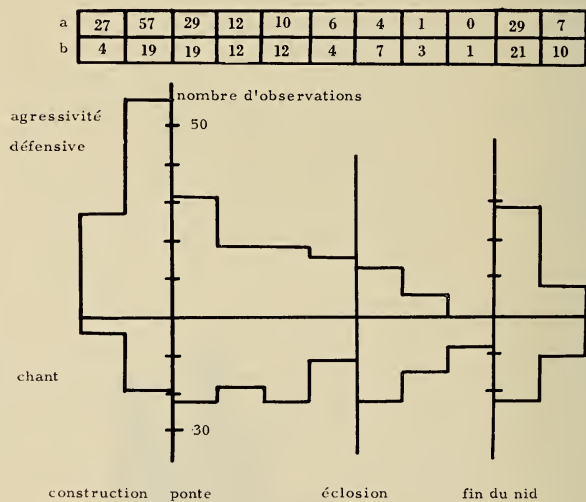 a 27 57 29 12 10 6 4 1 0 29 7
b 4 19 19 12 12 4 7 3 1 21 10
nombre d'observations
agressivité
50
défensive
chant
30
construction ponte éclosion fin du nid